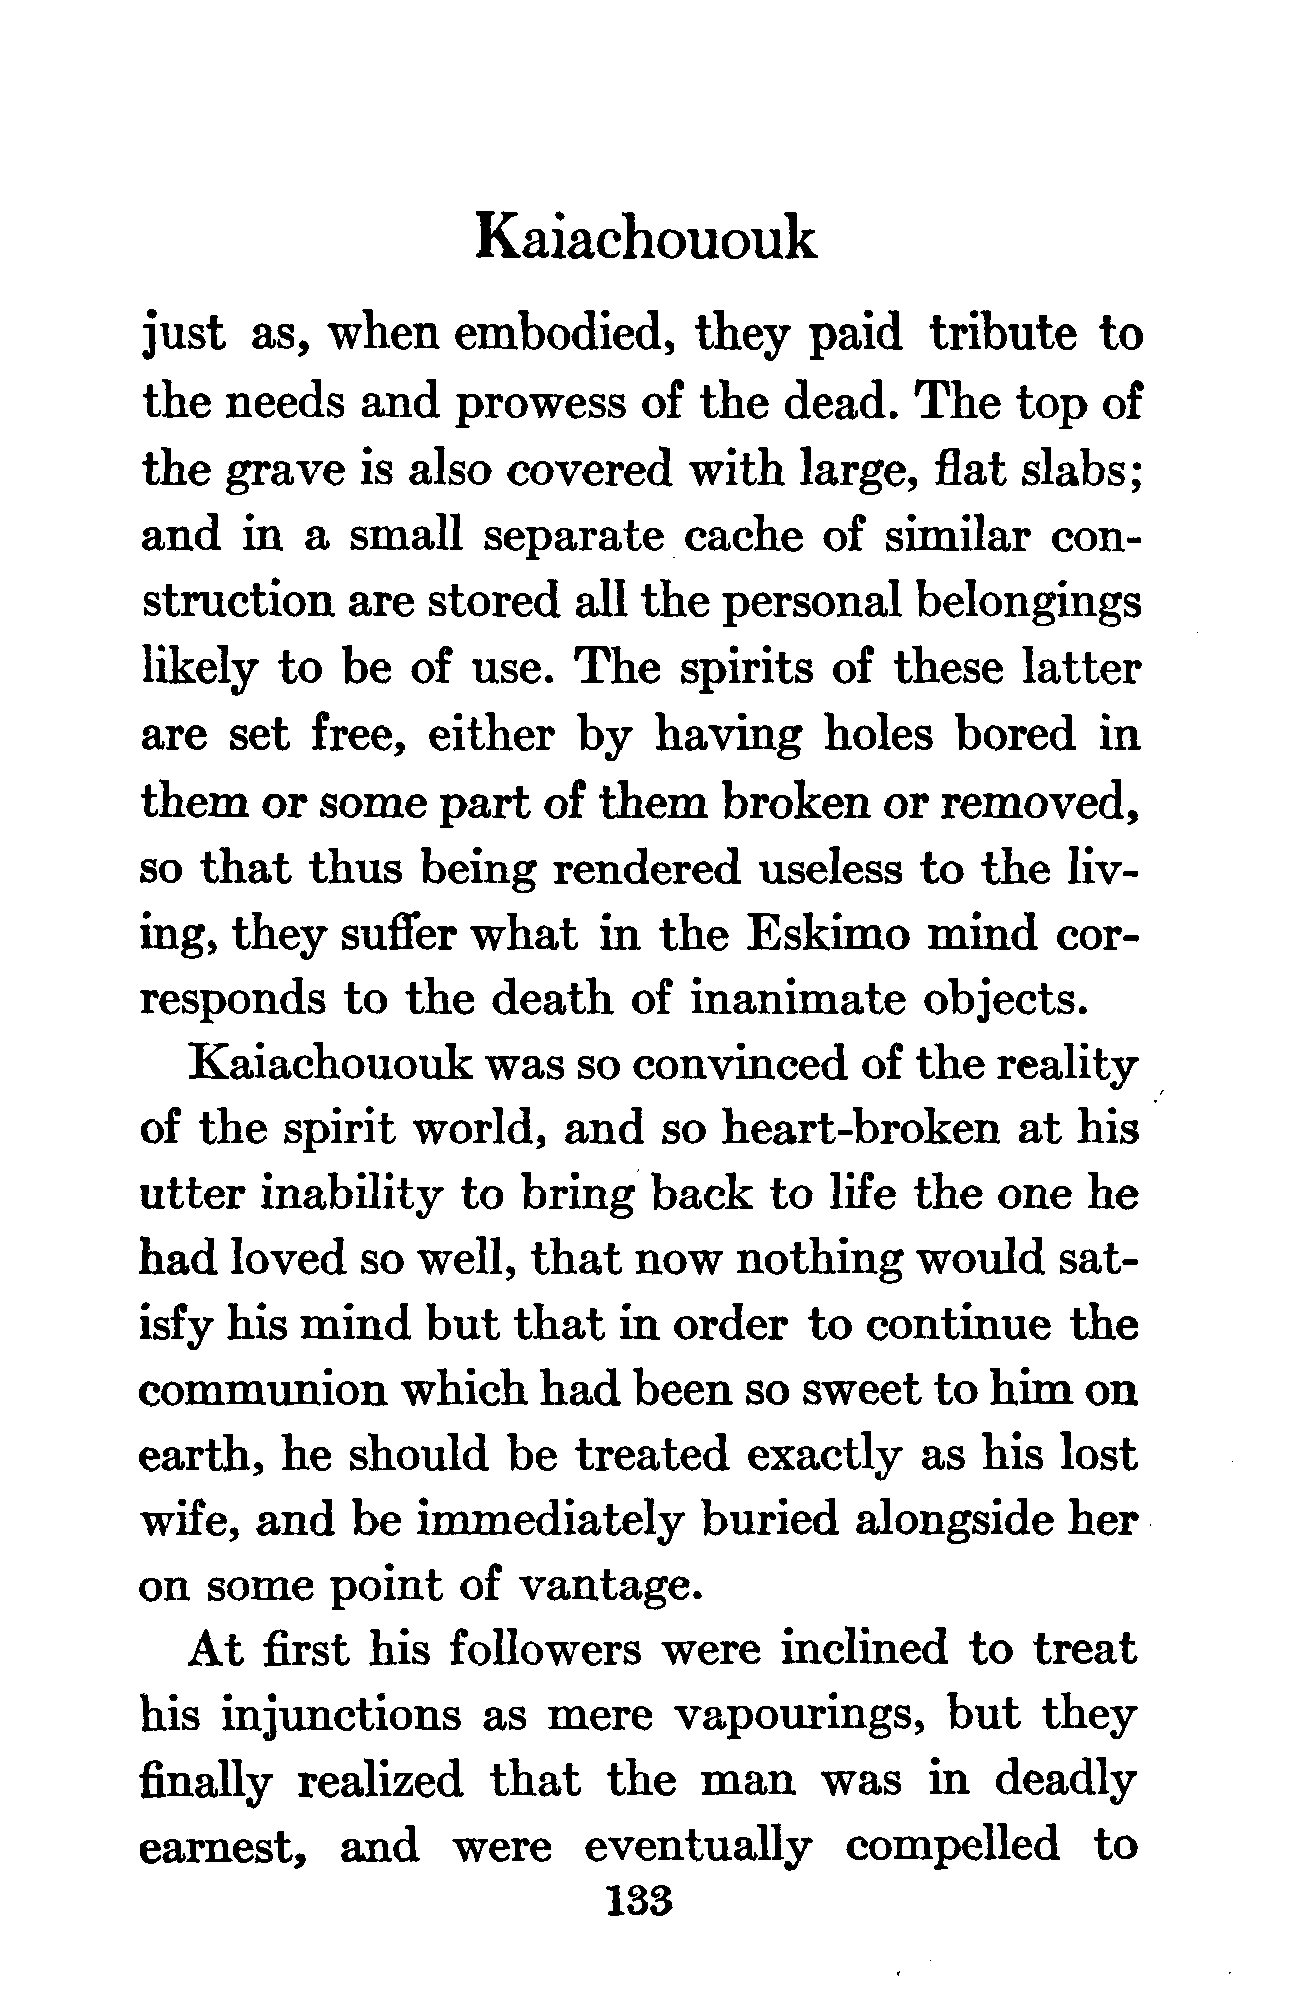 Kaiachououk
just as, when embodied, they paid tribute to
the needs and prowess of the dead. The top of
the grave is also covered with large, flat slabs;
and in a small separate cache of similar con-
struction are stored all the personal belongings
likely to be of use. The spirits of these latter
are set free, either by having holes bored in
them or some part of them broken or removed,
so that thus being rendered useless to the liv-
ing, they suffer what in the Eskimo mind cor-
responds to the death of inanimate objects.
Kaiachououk was so convinced of the reality
of the spirit world, and so heart-broken at his
utter inability to bring back to life the one he
had loved so well, that now nothing would sat-
isfy his mind but that in order to continue the
communion which had been so sweet to him on
earth, he should be treated exactly as his lost
wife, and be immediately buried alongside her
on some point of vantage.
At first his followers were inclined to treat
his injunctions as mere vapourings, but they
finally realized that the man was in deadly
earnest, and were eventually compelled to
133